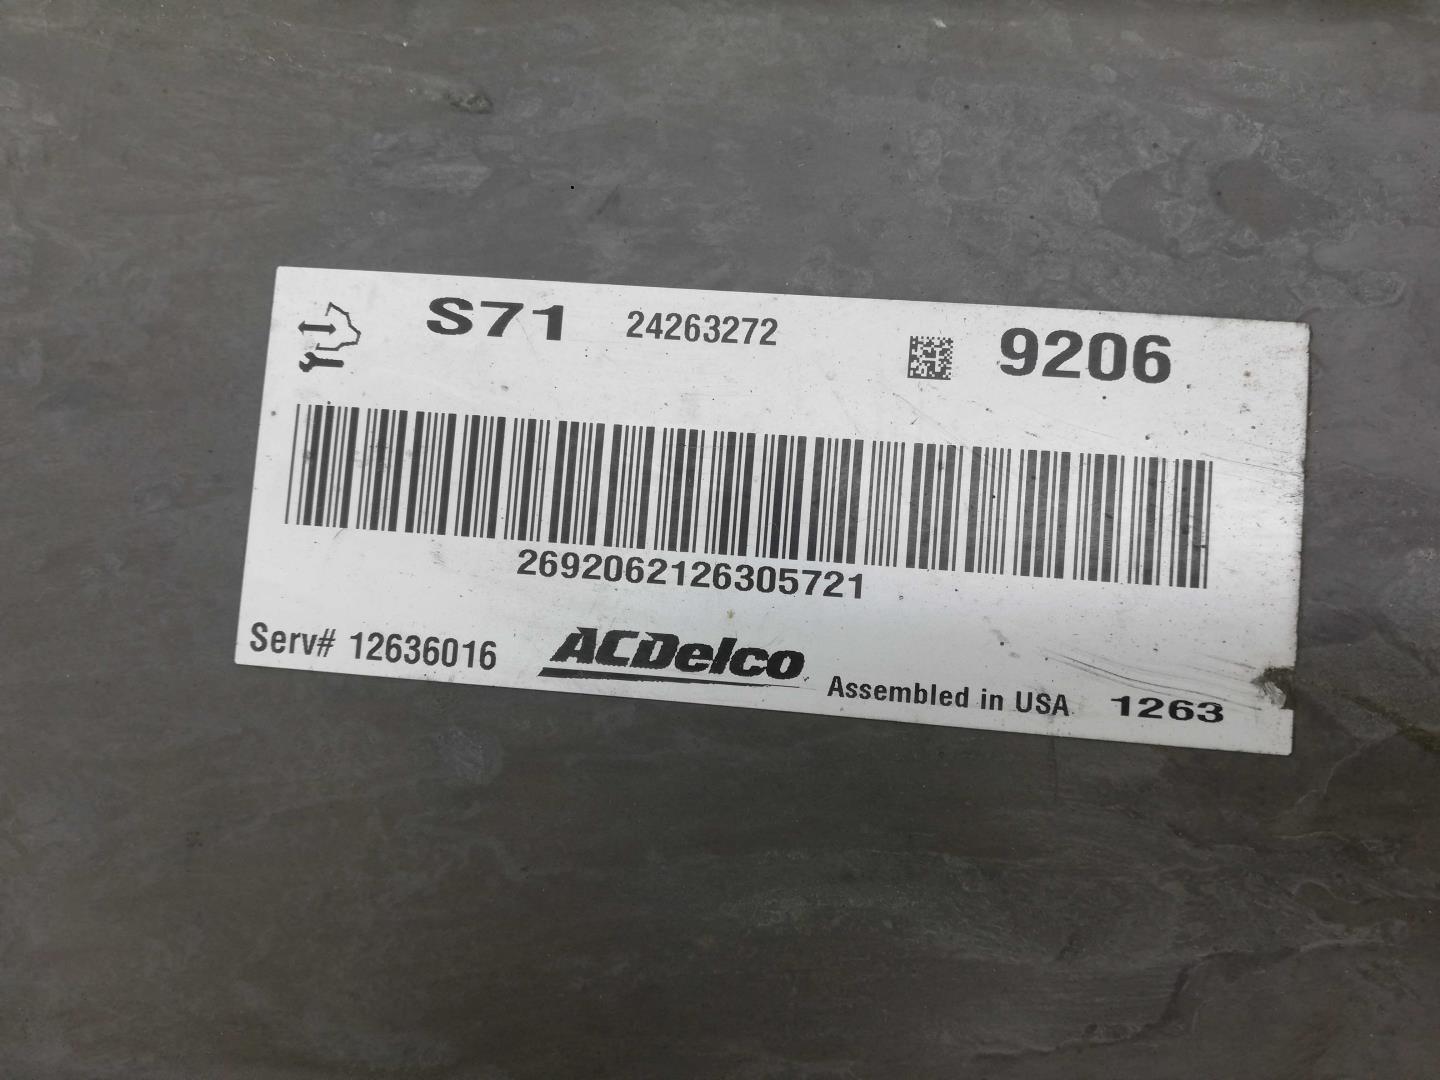 S71 24263272 9206
2692062126305721
Serv# 12636016 ACDelco Assembled in USA 1263